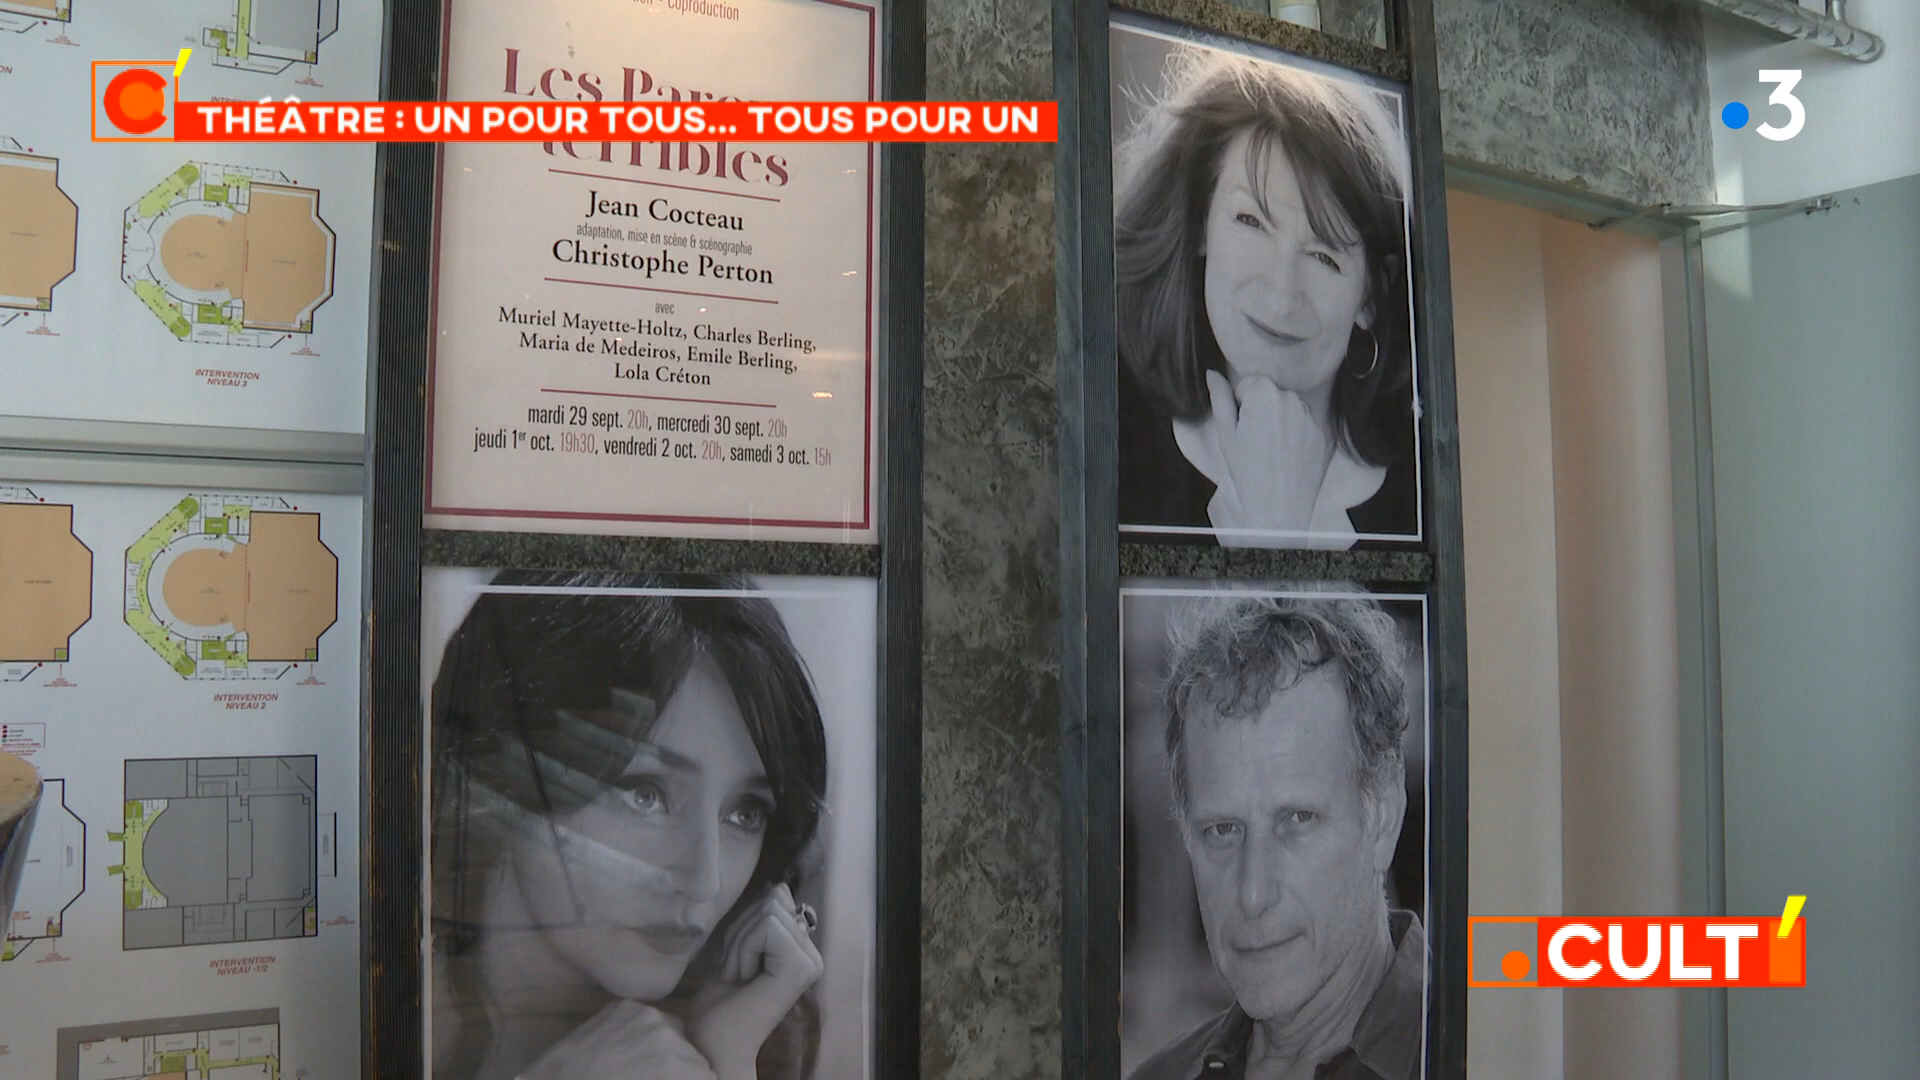 Coproduction
Les Paren
terribles
Jean Cocteau
adaptation, mise en scène & scénographie
Christophe Perton
avec
Muriel Mayette-Holtz, Charles Berling,
Maria de Medeiros, Emile Berling,
Lola Créton
mardi 29 sept. 20h, mercredi 30 sept. 20h
jeudi 1er oct. 19h30, vendredi 2 oct. 20h, samedi 3 oct. 15h
C'
THÉÂTRE : UN POUR TOUS... TOUS POUR UN
3
INTERVENTION
NIVEAU 3
INTERVENTION
NIVEAU 2
INTERVENTION
NIVEAU -1/2
.CULT'